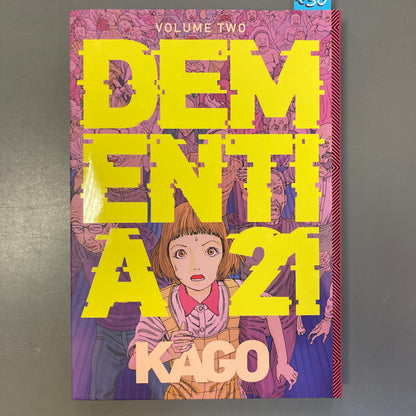 VOLUME TWO
DEM
ENTI
A 21
KAGO